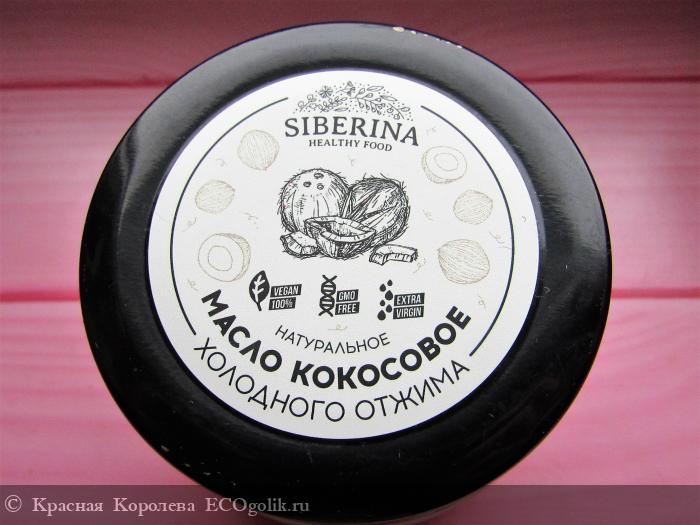 SIBERINA
HEALTHY FOOD
VEGAN
100%
GMO
FREE
EXTRA
VIRGIN
НАТУРАЛЬНОЕ
МАСЛО КОКОСОВОЕ
ХОЛОДНОГО ОТЖИМА
© Красная Королева ECOgolik.ru